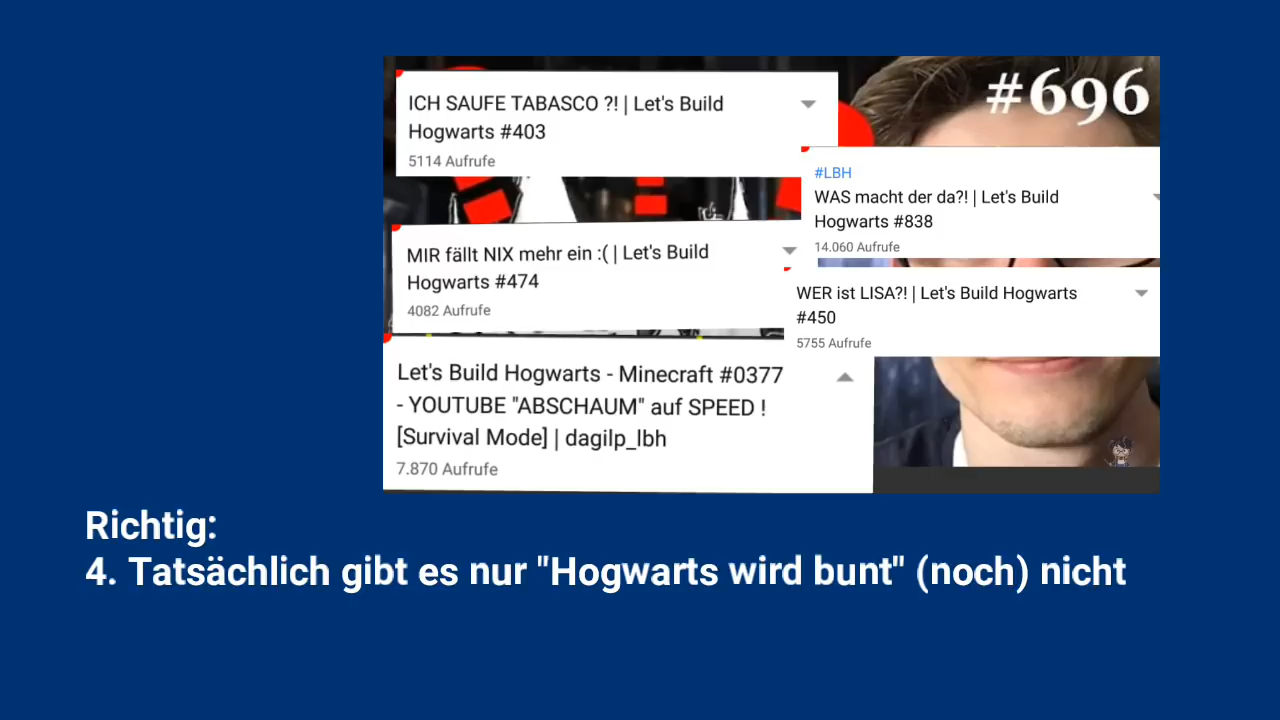 #696
ICH SAUFE TABASCO ?! | Let's Build
Hogwarts #403
5114 Aufrufe
#LBH
WAS macht der da?! | Let's Build
Hogwarts #838
14.060 Aufrufe
MIR fällt NIX mehr ein :( | Let's Build
Hogwarts #474
4082 Aufrufe
WER ist LISA?! | Let's Build Hogwarts
#450
5755 Aufrufe
Let's Build Hogwarts - Minecraft #0377
- YOUTUBE "ABSCHAUM" auf SPEED !
[Survival Mode] | dagilp_lbh
7.870 Aufrufe
Richtig:
4. Tatsächlich gibt es nur "Hogwarts wird bunt" (noch) nicht